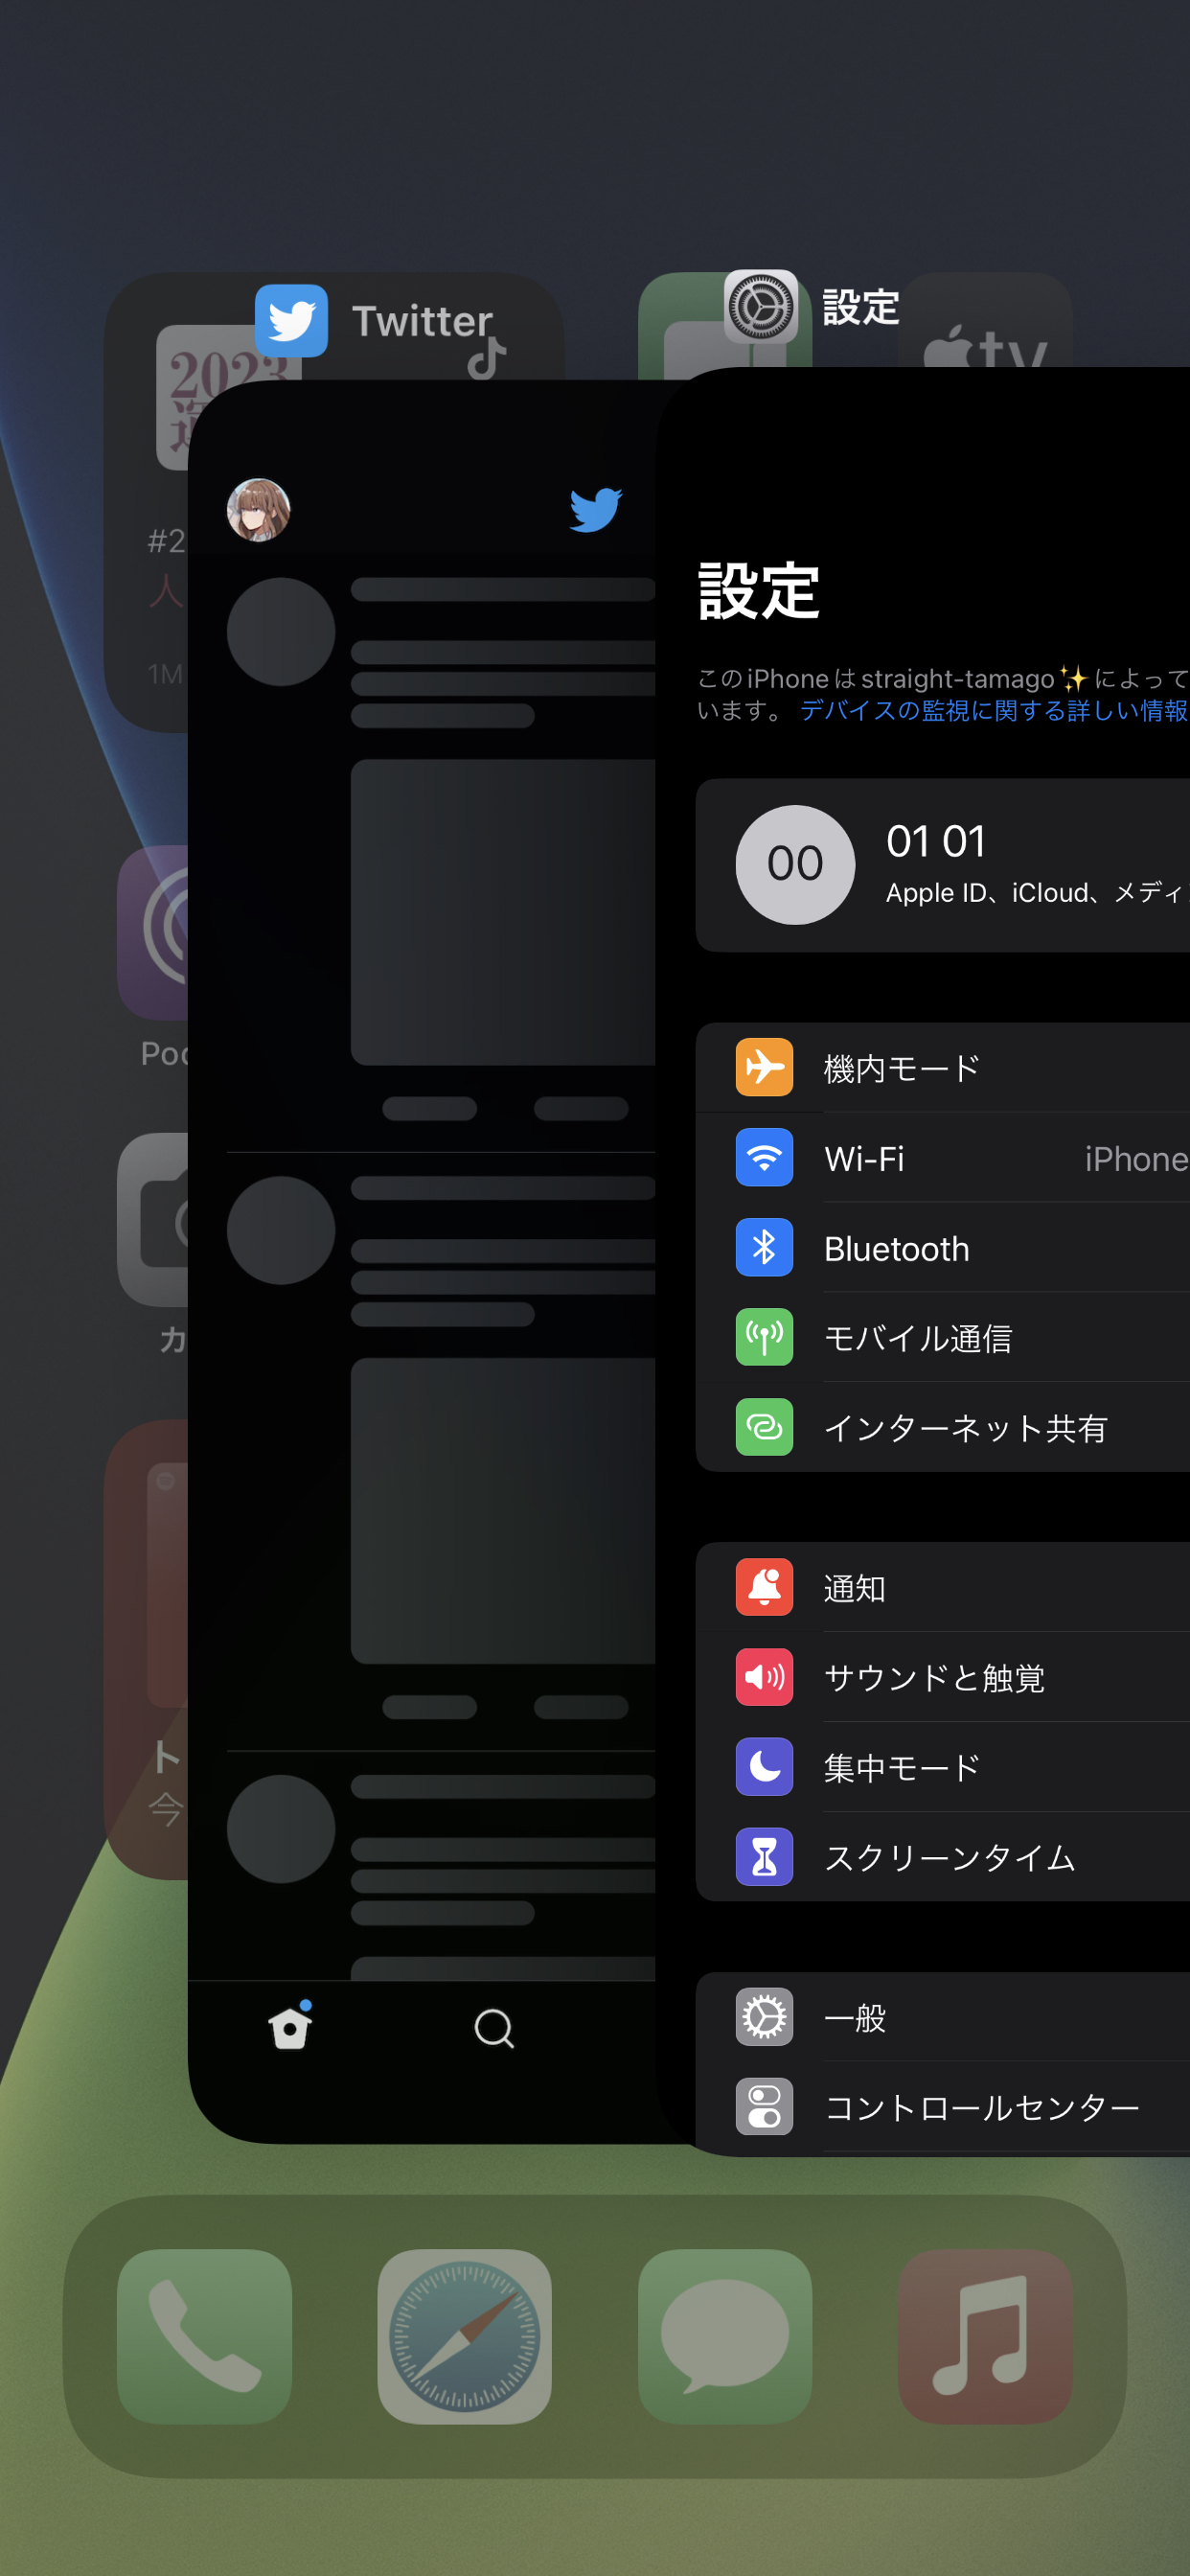 Twitter
設定
tv
2023
#2
人
1M
設定
このiPhoneはstraight-tamago✨によって
います。 デバイスの監視に関する詳しい情報
00
01 01
Apple ID、iCloud、メディ
機内モード
Wi-Fi
iPhone
Bluetooth
モバイル通信
インターネット共有
Poc
カ
通知
サウンドと触覚
集中モード
スクリーンタイム
ト
今
一般
コントロールセンター